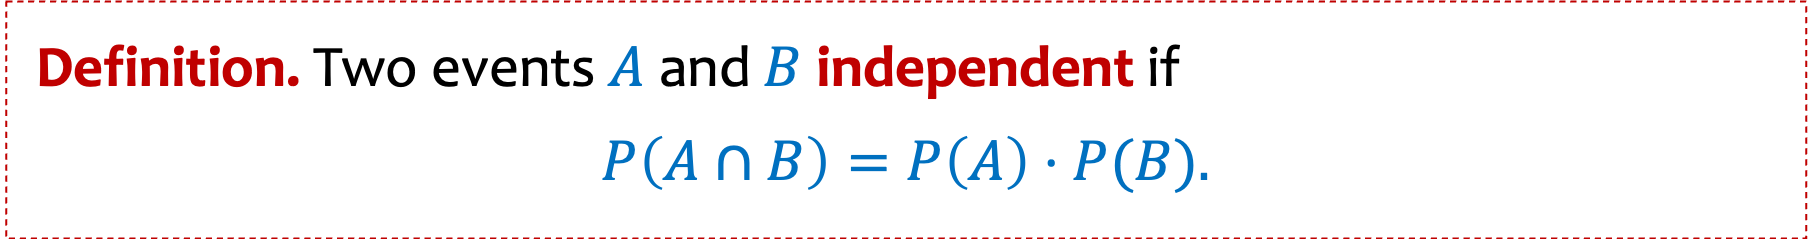 Definition. Two events A and B independent if
P(A ∩ B) = P(A) · P(B).